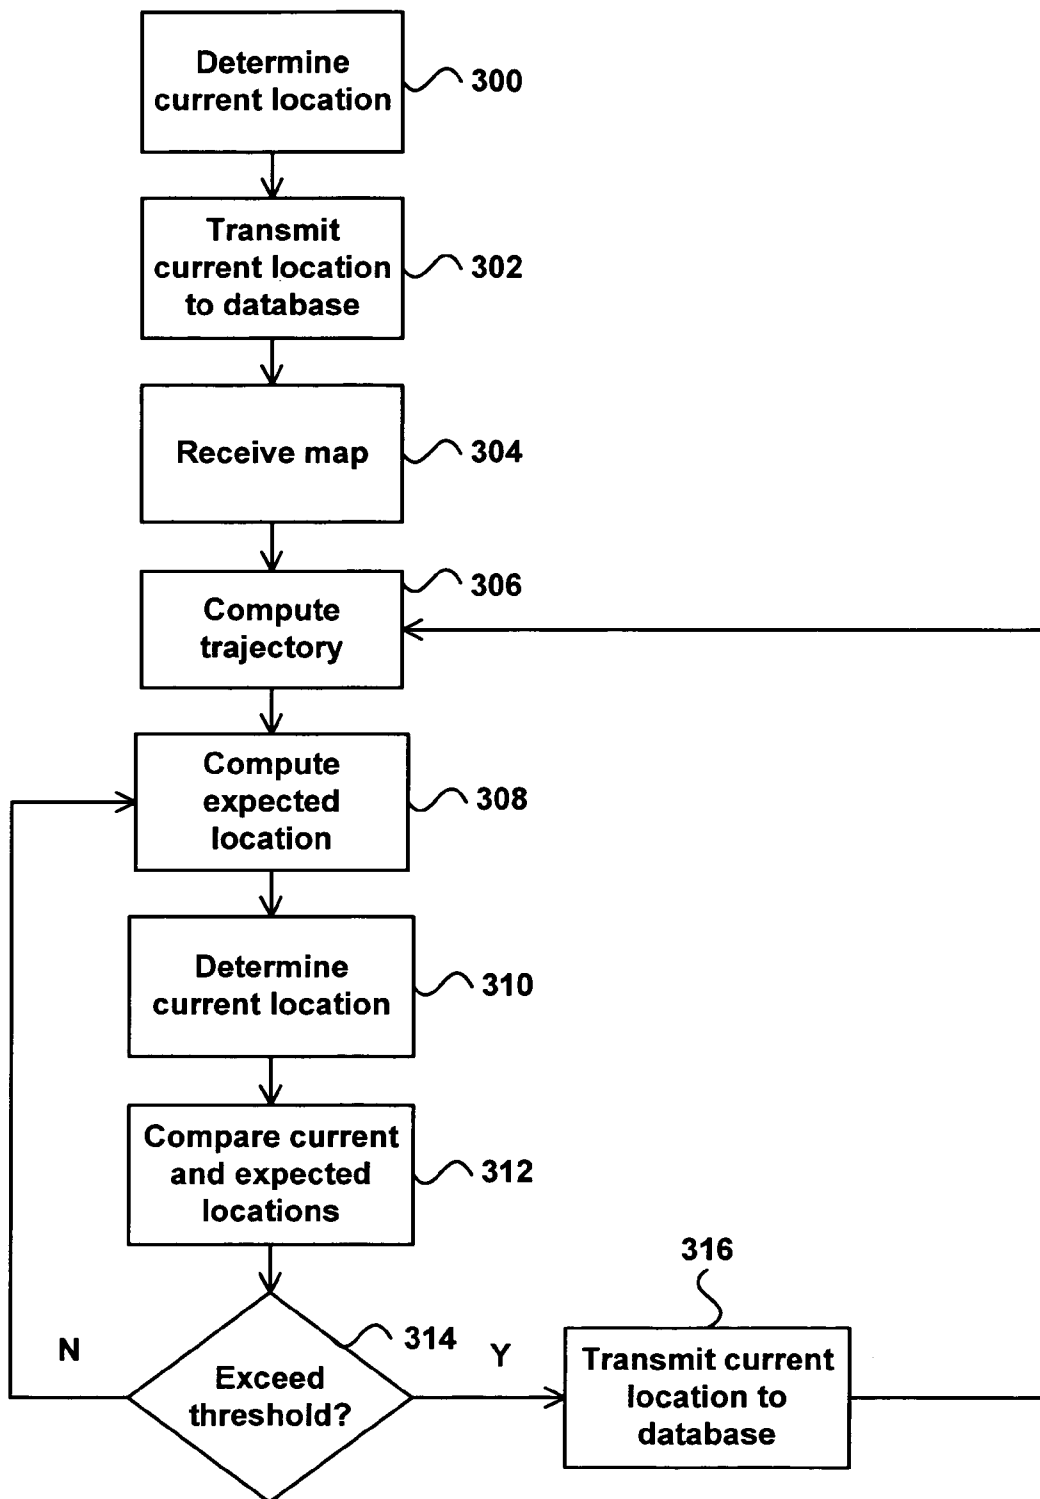 Determine
current location
300
Transmit
current location
to database
302
Receive map
304
306
Compute
trajectory
Compute
expected
location
308
Determine
current location
310
Compare current
and expected
locations
312
316
314
N
Y
Exceed
threshold?
Transmit current
location to
database